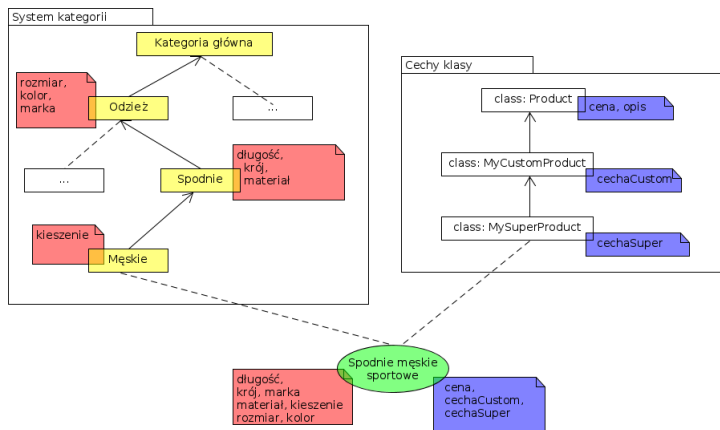 System kategorii
Kategoria główna
rozmiar,
kolor,
marka
Odzież
...
długość,
krój,
materiał
...
Spodnie
kieszenie
Męskie
Cechy klasy
class: Product
cena, opis
class: MyCustomProduct
cechaCustom
class: MySuperProduct
cechaSuper
Spodnie męskie
sportowe
długość,
krój, marka
materiał, kieszenie
rozmiar, kolor
cena,
cechaCustom,
cechaSuper